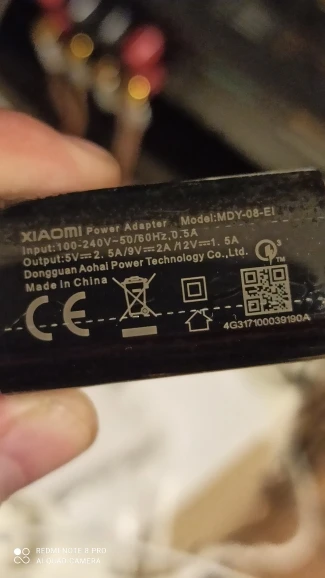 XIAOMI Power Adapter Model:MDY-08-EI
Input:100-240V~50/60Hz,0.5A
Output:5V⎓2.5A/9V⎓2A/12V⎓1.5A
Dongguan Aohai Power Technology Co.,Ltd.
Made in China
3
TM
CE
4G317100039190A
REDMI NOTE 8 PRO
AI QUAD CAMERA